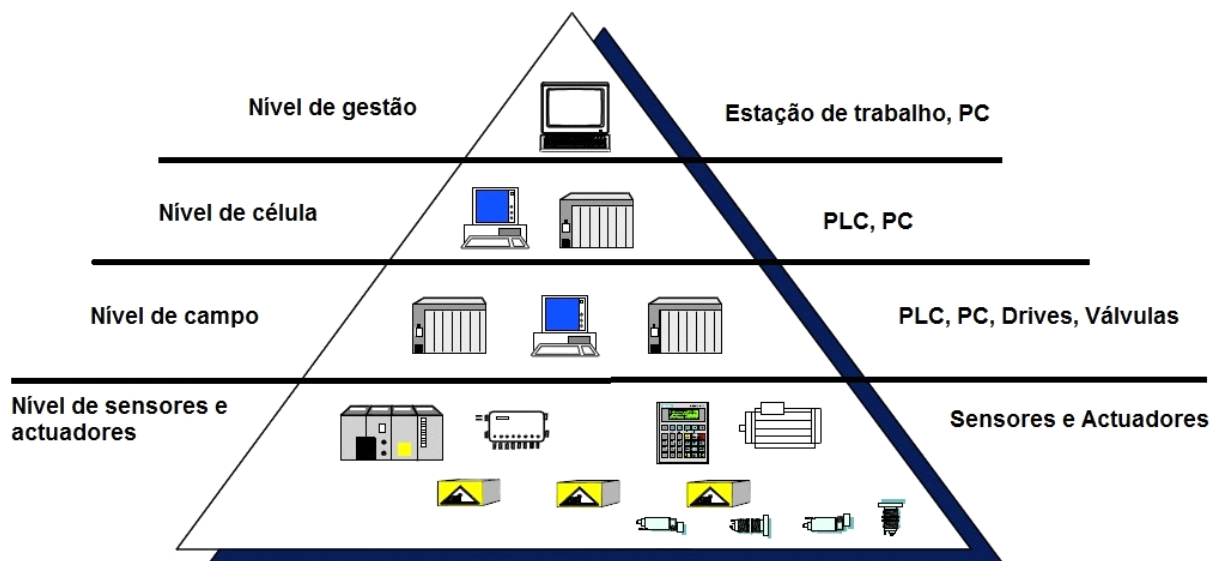 Nível de gestão
Estação de trabalho, PC
Nível de célula
PLC, PC
Nível de campo
PLC, PC, Drives, Válvulas
Nível de sensores e
actuadores
Sensores e Actuadores